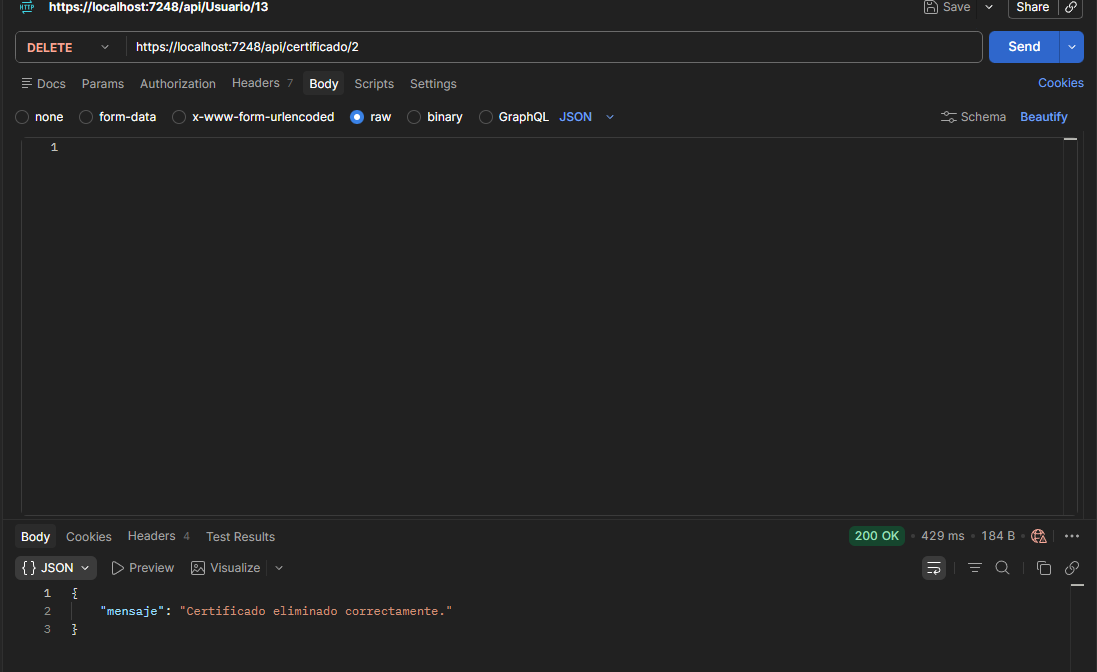 HTTP https://localhost:7248/api/Usuario/13 Save Share
DELETE https://localhost:7248/api/certificado/2 Send
Docs Params Authorization Headers 7 Body Scripts Settings Cookies
none form-data x-www-form-urlencoded raw binary GraphQL JSON Schema Beautify
1
Body Cookies Headers 4 Test Results 200 OK • 429 ms • 184 B •
{} JSON Preview Visualize
1 {
2 "mensaje": "Certificado eliminado correctamente."
3 }